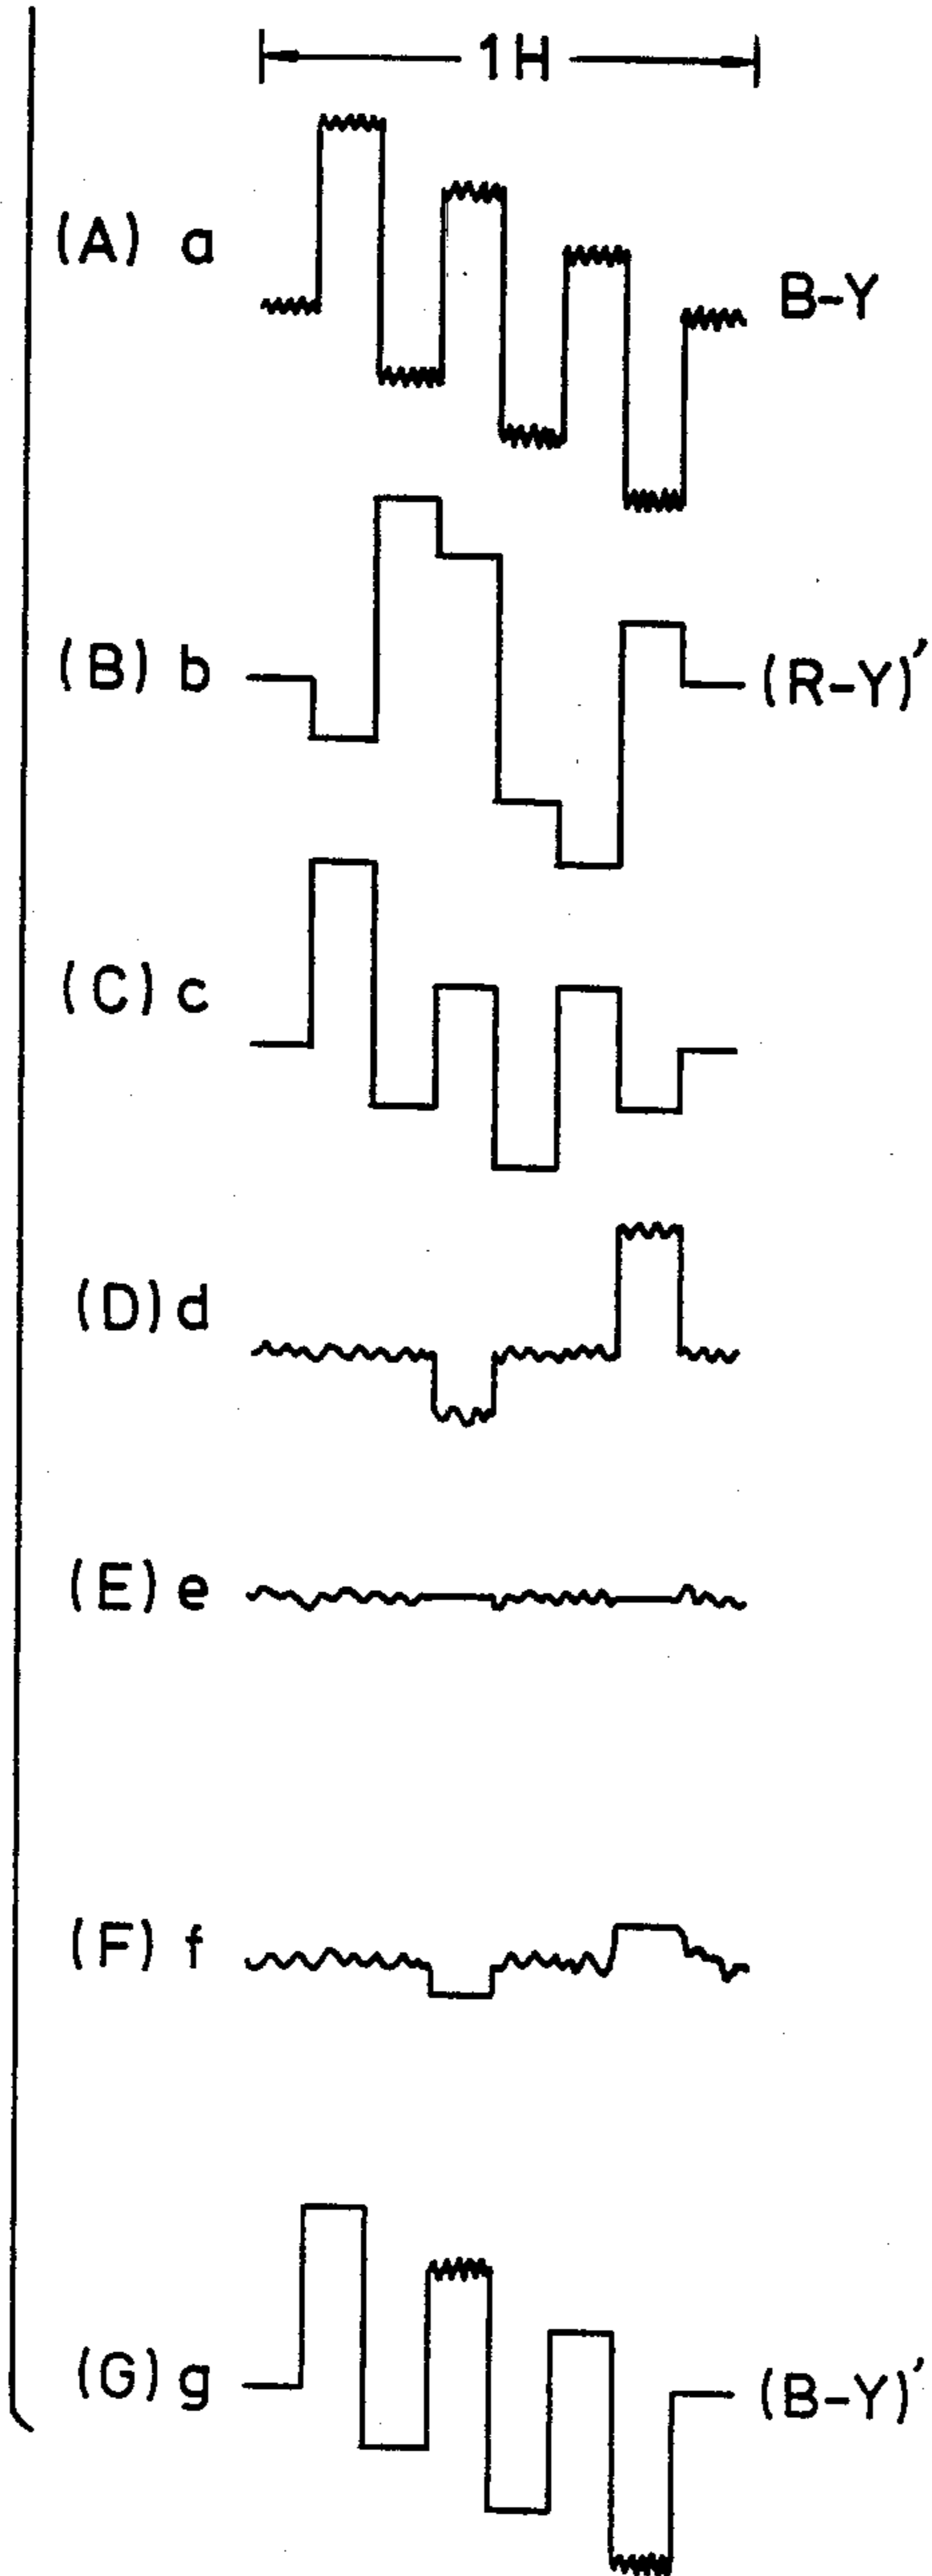 1H
(A) a B-Y
(B) b (R-Y)'
(C) c
(D) d
(E) e
(F) f
(G) g (B-Y)'